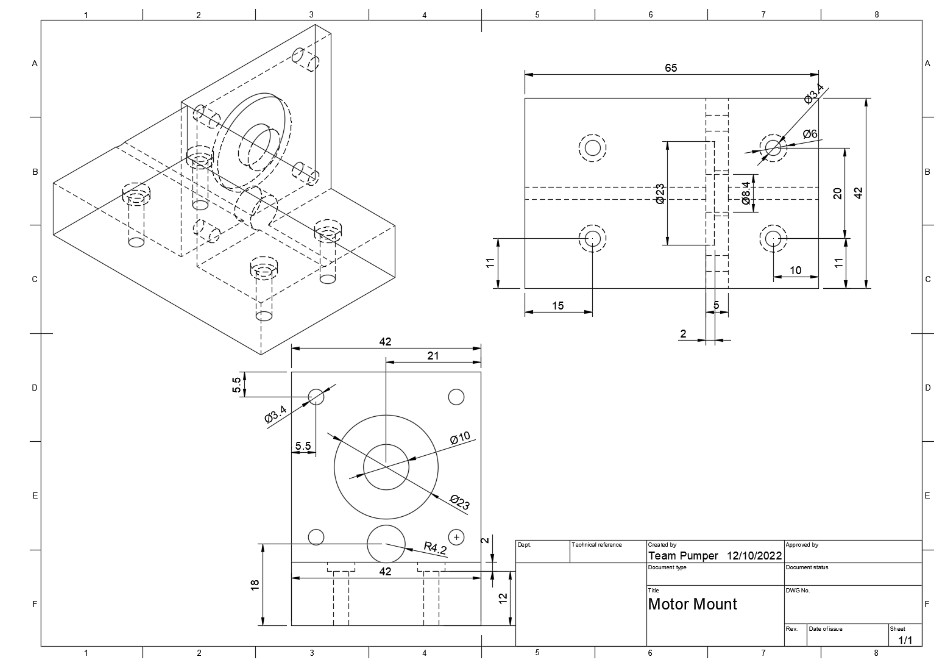 1 2 3 4 5 6 7 8
A A
B B
C C
D D
E E
F F
65
Ø3.4
Ø6
Ø23
Ø8.4
20
42
11
10
11
15
5
2
42
21
5.5
Ø3.4
5.5
Ø10
Ø23
R4.2
2
42
18
12
Dept. Technical reference Created by Approved by
Team Pumper 12/10/2022
Document type Document status
Title DWG No.
Motor Mount
Rev. Date of issue Sheet
1/1
1 2 3 4 5 6 7 8